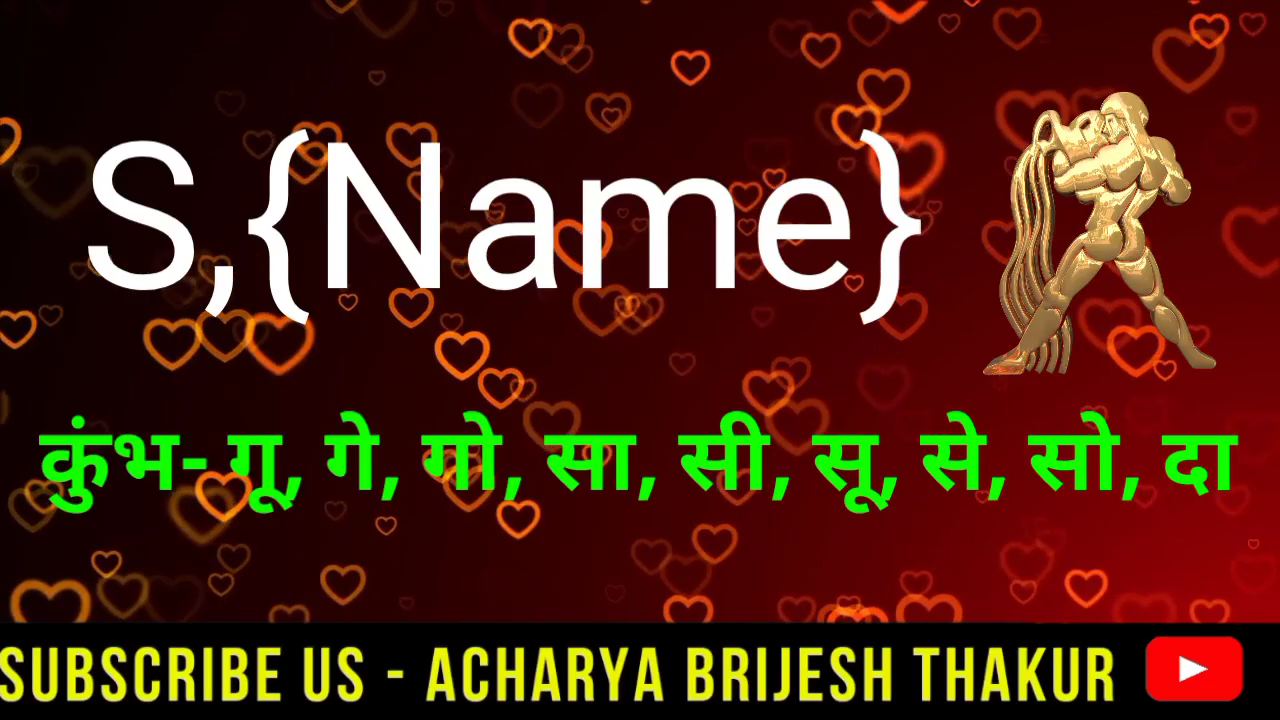 S,{Name}
कुंभ- गू, गे, गो, सा, सी, सू, से, सो, दा
SUBSCRIBE US - ACHARYA BRIJESH THAKUR